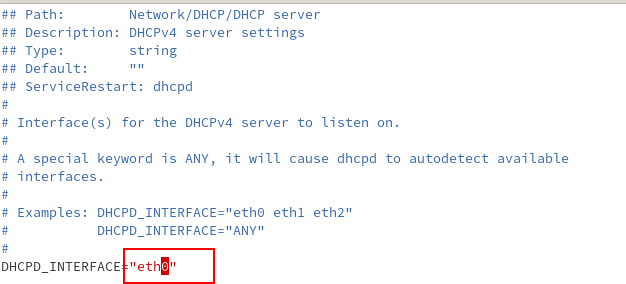 ## Path:        Network/DHCP/DHCP server
## Description: DHCPv4 server settings
## Type:        string
## Default:     ""
## ServiceRestart: dhcpd
#
# Interface(s) for the DHCPv4 server to listen on.
#
# A special keyword is ANY, it will cause dhcpd to autodetect available
# interfaces.
#
# Examples: DHCPD_INTERFACE="eth0 eth1 eth2"
#           DHCPD_INTERFACE="ANY"
#
DHCPD_INTERFACE="eth0"